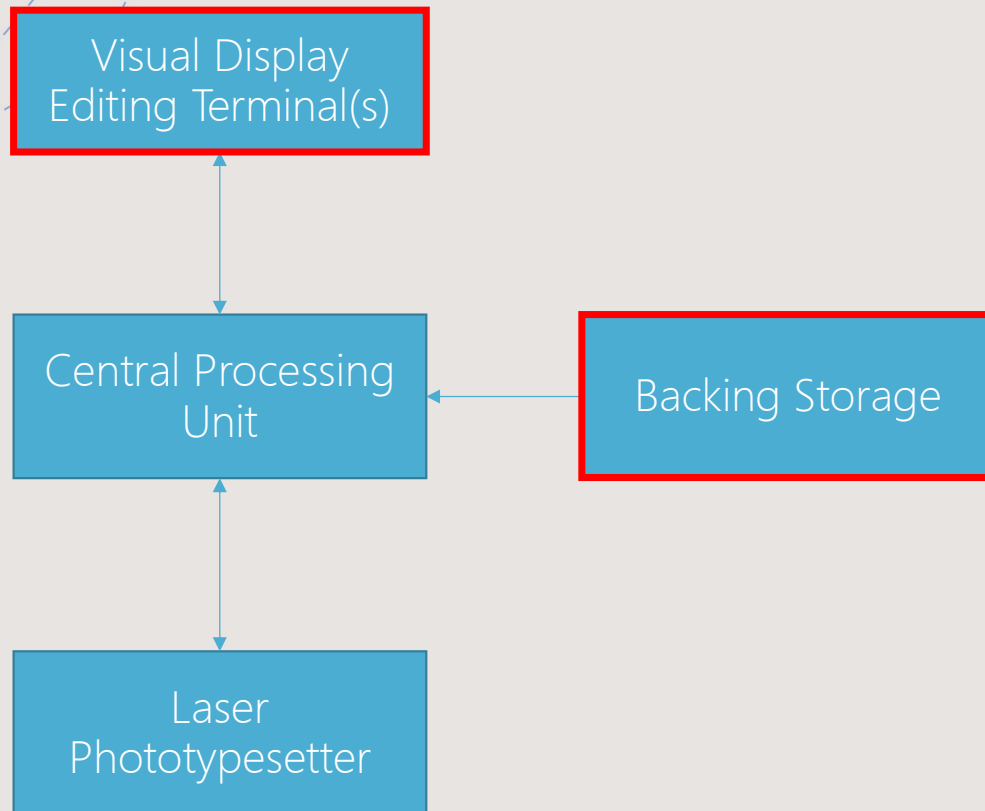 Visual Display
Editing Terminal(s)
Central Processing
Unit
Backing Storage
Laser
Phototypesetter